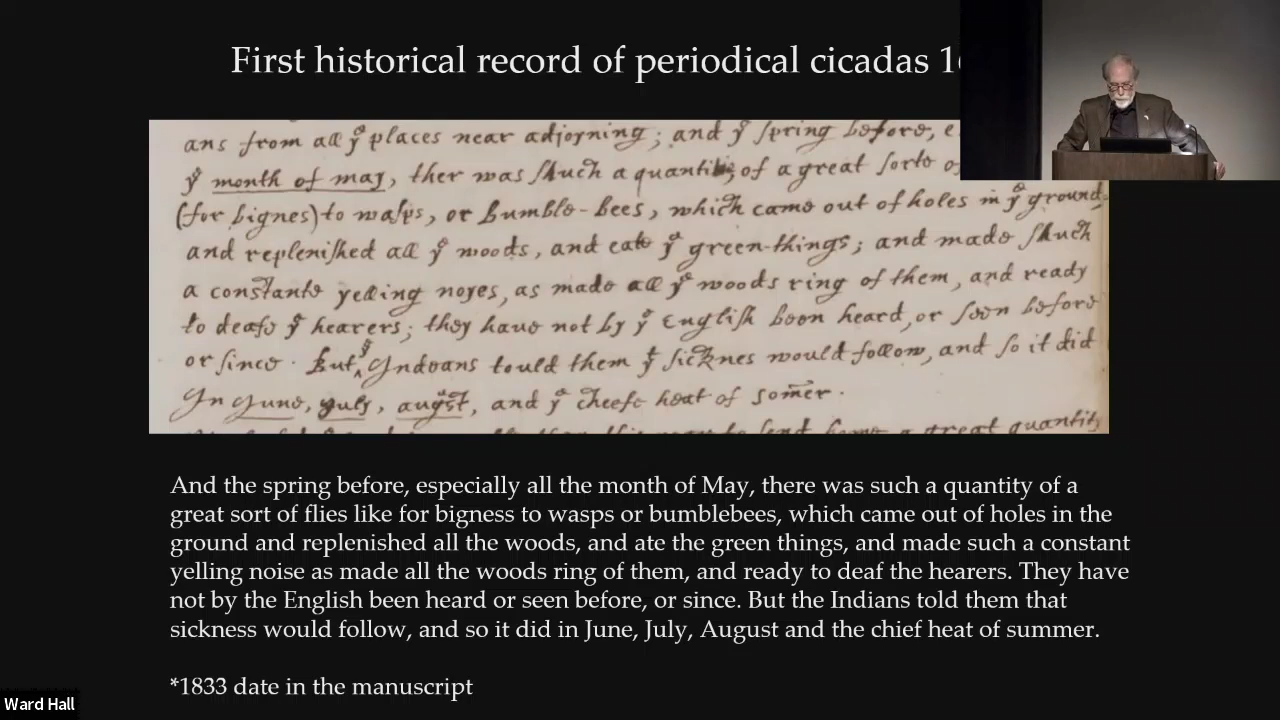 First historical record of periodical cicadas 16
ans from all yͤ places near adjoyning; and yͤ spring before, e
yͤ month of may, ther was shuch a quantitie of a great sorte o
(for bignes) to wasps, or bumble-bees, which came out of holes in yͤ ground,
and replenished all yͤ woods, and eate yͤ green-things; and made shuch
a constante yelling noyes, as made all yͤ woods ring of them, and ready
to deafe yͤ hearers; they have not by yͤ English been heard, or seen before
or since. But yͤ Indeans tould them yͭ sicknes would follow, and so it did
In June, july, august, and yͤ cheefe heat of somer.
a great quantity
And the spring before, especially all the month of May, there was such a quantity of a
great sort of flies like for bigness to wasps or bumblebees, which came out of holes in the
ground and replenished all the woods, and ate the green things, and made such a constant
yelling noise as made all the woods ring of them, and ready to deaf the hearers. They have
not by the English been heard or seen before, or since. But the Indians told them that
sickness would follow, and so it did in June, July, August and the chief heat of summer.
*1833 date in the manuscript
Ward Hall